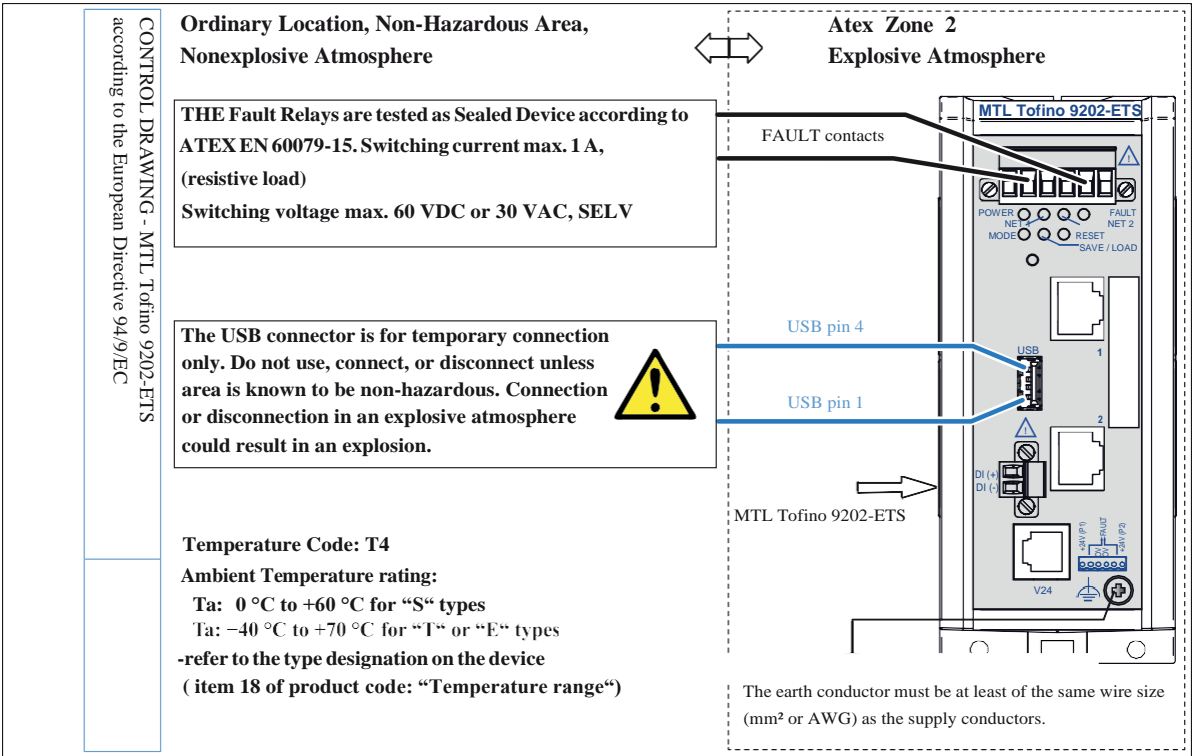 CONTROL DRAWING - MTL Tofino 9202-ETS
according to the European Directive 94/9/EC
Ordinary Location, Non-Hazardous Area,
Nonexplosive Atmosphere
Atex Zone 2
Explosive Atmosphere
THE Fault Relays are tested as Sealed Device according to
ATEX EN 60079-15. Switching current max. 1 A,
(resistive load)
Switching voltage max. 60 VDC or 30 VAC, SELV
FAULT contacts
MTL Tofino 9202-ETS
POWER
FAULT
NET 1
NET 2
MODE
RESET
SAVE / LOAD
The USB connector is for temporary connection
only. Do not use, connect, or disconnect unless
area is known to be non-hazardous. Connection
or disconnection in an explosive atmosphere
could result in an explosion.
USB pin 4
USB pin 1
USB
1
2
DI (+)
DI (-)
MTL Tofino 9202-ETS
+24V (P1)
0V
0V
FAULT
+24V (P2)
V24
Temperature Code: T4
Ambient Temperature rating:
Ta: 0 °C to +60 °C for “S“ types
Ta: −40 °C to +70 °C for “T“ or “E“ types
-refer to the type designation on the device
( item 18 of product code: “Temperature range“)
The earth conductor must be at least of the same wire size
(mm² or AWG) as the supply conductors.